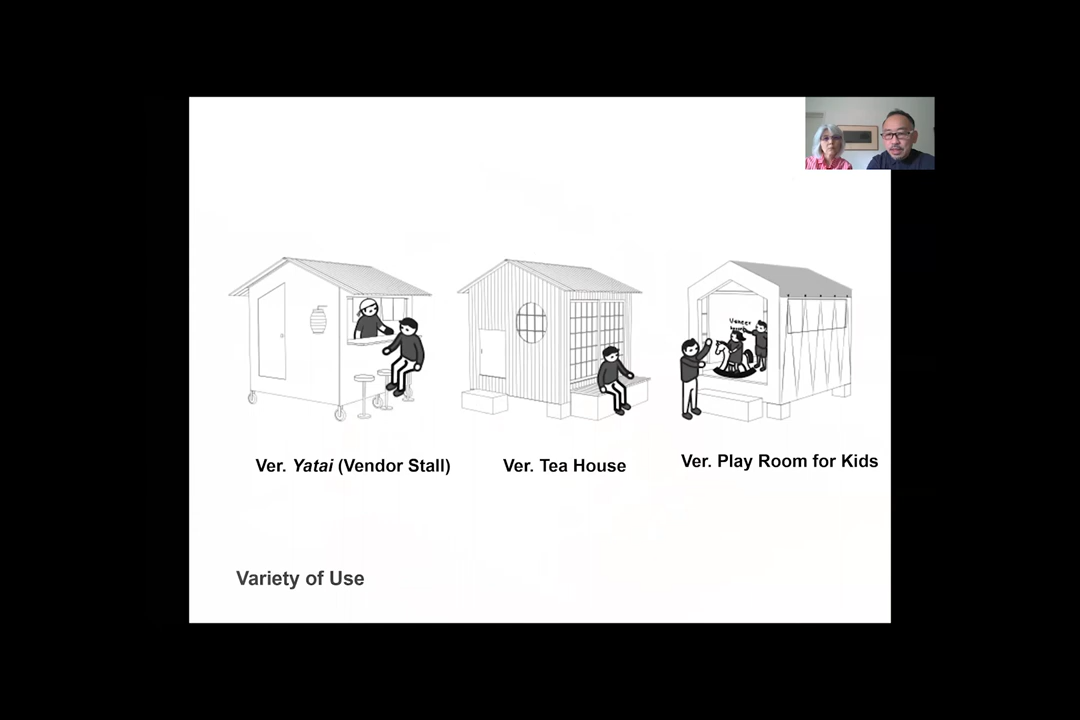 Ver. Yatai (Vendor Stall)
Ver. Tea House
Ver. Play Room for Kids
Variety of Use